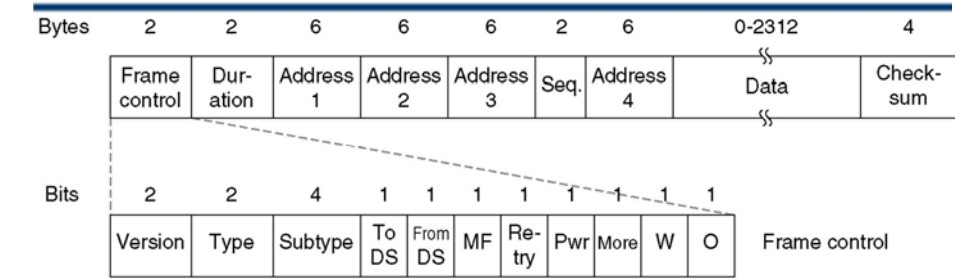 Bytes 2 2 6 6 6 2 6 0-2312 4
Frame control Dur-ation Address 1 Address 2 Address 3 Seq. Address 4 Data Check-sum
Bits 2 2 4 1 1 1 1 1 1 1 1
Version Type Subtype To DS From DS MF Re-try Pwr More W O Frame control